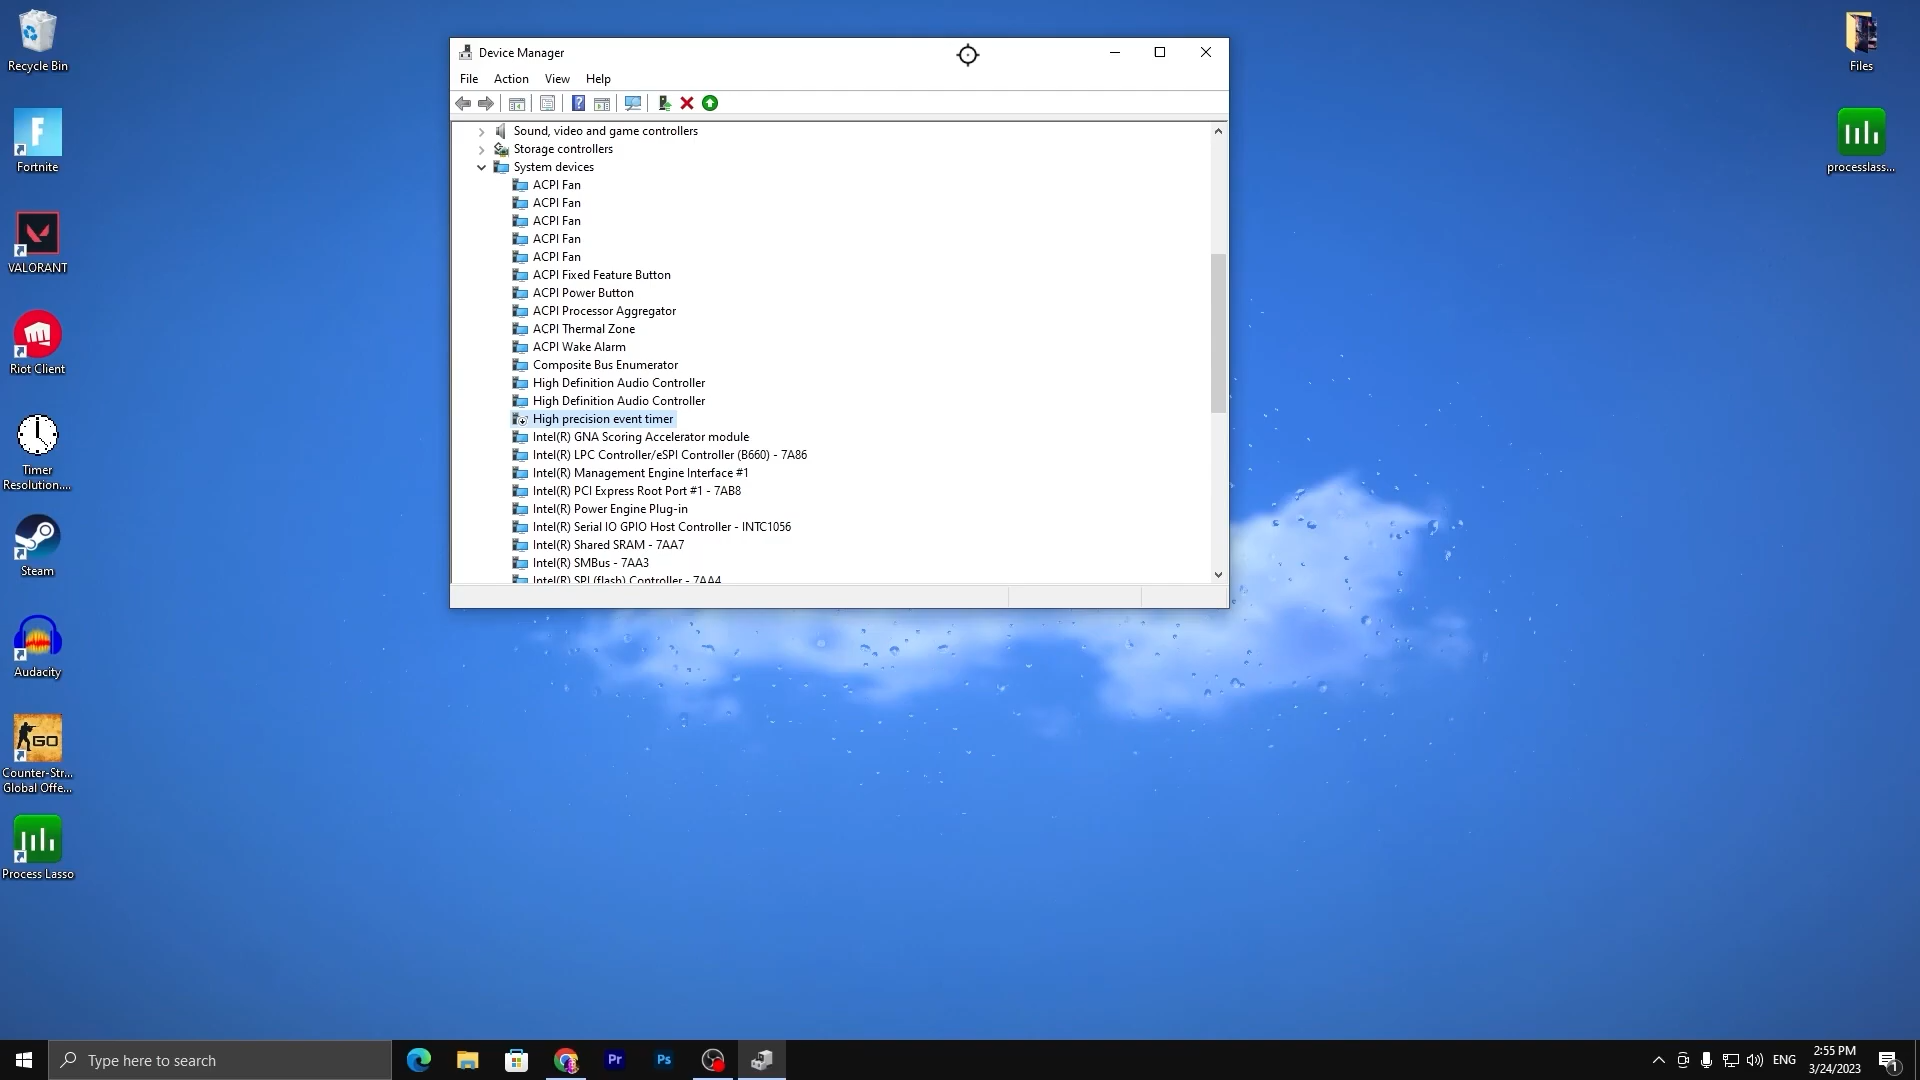 Recycle Bin
Fortnite
VALORANT
Riot Client
Timer
Resolution....
Steam
Audacity
GO
Counter-Str...
Global Offe...
Process Lasso
Device Manager
File Action View Help
Sound, video and game controllers
Storage controllers
System devices
ACPI Fan
ACPI Fan
ACPI Fan
ACPI Fan
ACPI Fan
ACPI Fixed Feature Button
ACPI Power Button
ACPI Processor Aggregator
ACPI Thermal Zone
ACPI Wake Alarm
Composite Bus Enumerator
High Definition Audio Controller
High Definition Audio Controller
High precision event timer
Intel(R) GNA Scoring Accelerator module
Intel(R) LPC Controller/eSPI Controller (B660) - 7A86
Intel(R) Management Engine Interface #1
Intel(R) PCI Express Root Port #1 - 7AB8
Intel(R) Power Engine Plug-in
Intel(R) Serial IO GPIO Host Controller - INTC1056
Intel(R) Shared SRAM - 7AA7
Intel(R) SMBus - 7AA3
Intel(R) SPI (flash) Controller - 7AA4
Files
processlass...
Type here to search
Pr
Ps
ENG
2:55 PM
3/24/2023
1